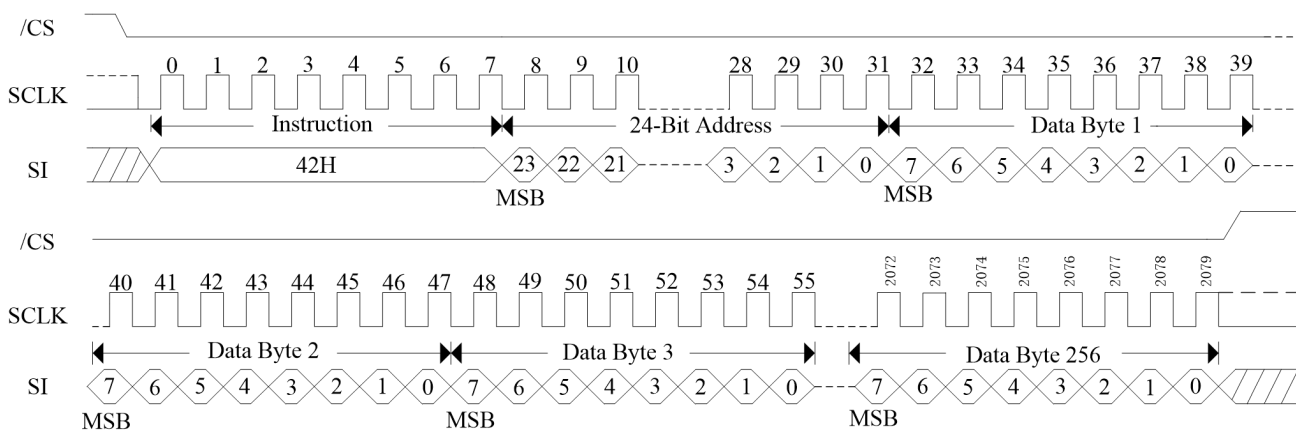 /CS
0 1 2 3 4 5 6 7 8 9 10 28 29 30 31 32 33 34 35 36 37 38 39
SCLK
Instruction 24-Bit Address Data Byte 1
SI 42H 23 22 21 3 2 1 0 7 6 5 4 3 2 1 0
MSB MSB
/CS
40 41 42 43 44 45 46 47 48 49 50 51 52 53 54 55 2072 2073 2074 2075 2076 2077 2078 2079
SCLK
Data Byte 2 Data Byte 3 Data Byte 256
SI 7 6 5 4 3 2 1 0 7 6 5 4 3 2 1 0 7 6 5 4 3 2 1 0
MSB MSB MSB